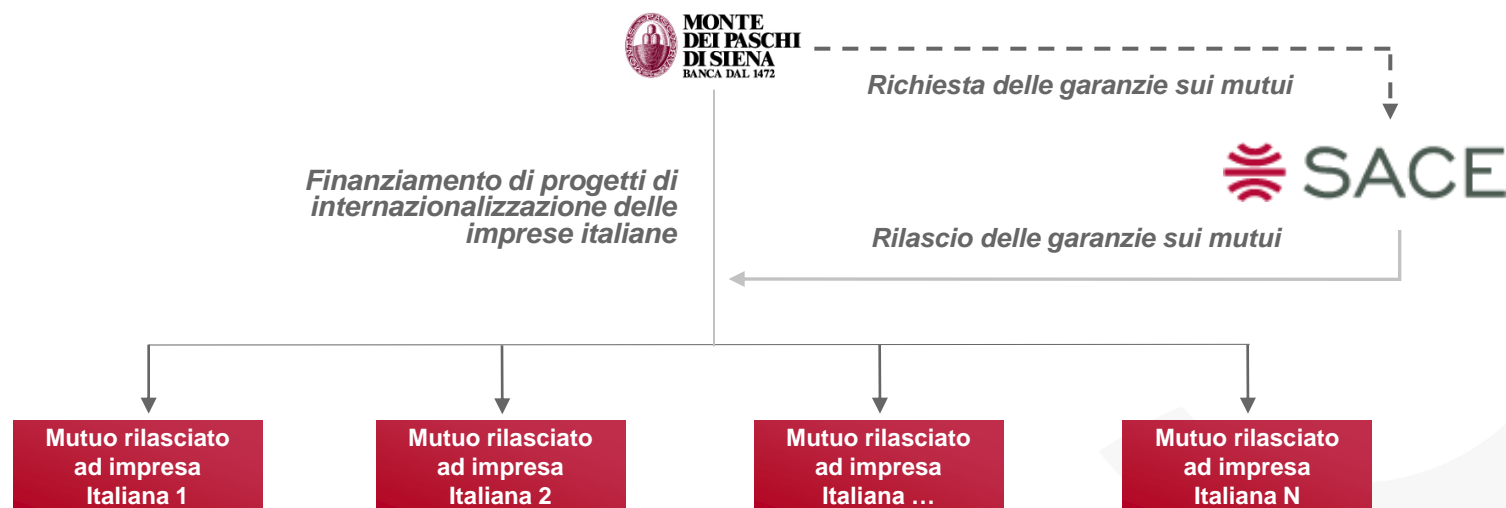 MONTE
DEI PASCHI
DI SIENA
BANCA DAL 1472
Richiesta delle garanzie sui mutui
SACE
Finanziamento di progetti di
internazionalizzazione delle
imprese italiane
Rilascio delle garanzie sui mutui
Mutuo rilasciato
ad impresa
Italiana 1
Mutuo rilasciato
ad impresa
Italiana 2
Mutuo rilasciato
ad impresa
Italiana …
Mutuo rilasciato
ad impresa
Italiana N